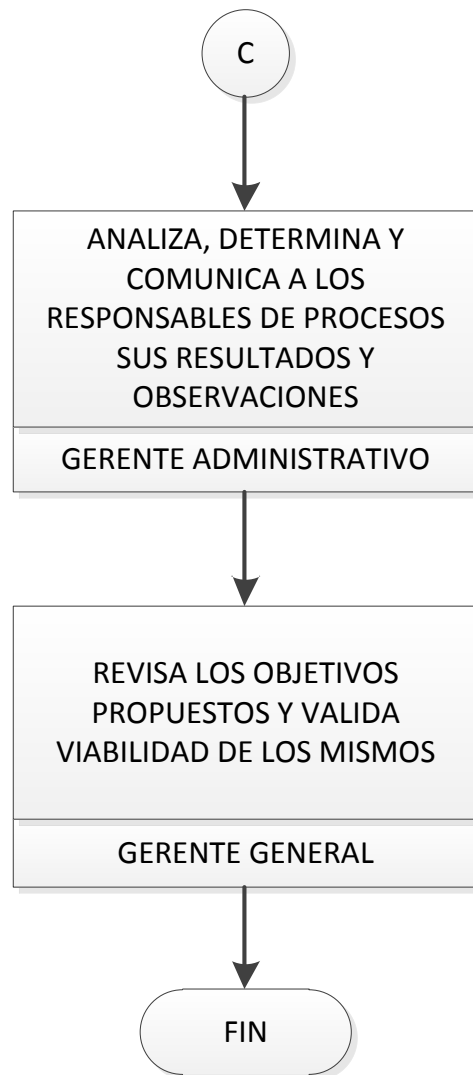 C
ANALIZA, DETERMINA Y
COMUNICA A LOS
RESPONSABLES DE PROCESOS
SUS RESULTADOS Y
OBSERVACIONES
GERENTE ADMINISTRATIVO
REVISA LOS OBJETIVOS
PROPUESTOS Y VALIDA
VIABILIDAD DE LOS MISMOS
GERENTE GENERAL
FIN